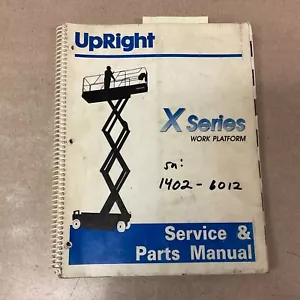 UpRight
X Series
WORK PLATFORM
sn:
1402-6012
Service &
Parts Manual